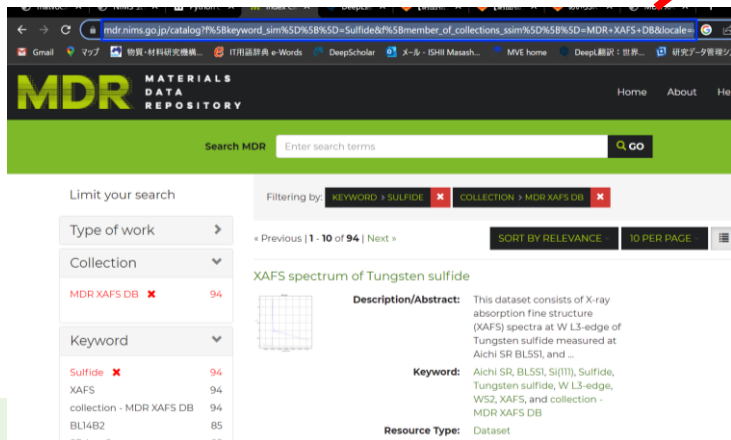 mdr.nims.go.jp/catalog?f%5Bkeyword_sim%5D%5B%5D=Sulfide&f%5Bmember_of_collections_ssim%5D%5B%5D=MDR+XAFS+DB&locale=
Gmail マップ 物質・材料研究機構... IT用語辞典 e-Words DeepScholar メール - ISHII Masash... MVE home DeepL翻訳：世界... 研究データ管理シ
MDR MATERIALS DATA REPOSITORY
Home About He
Search MDR Enter search terms GO
Limit your search
Filtering by: KEYWORD > SULFIDE ✖ COLLECTION > MDR XAFS DB ✖
Type of work
« Previous | 1 - 10 of 94 | Next » SORT BY RELEVANCE 10 PER PAGE
Collection
MDR XAFS DB ✖ 94
XAFS spectrum of Tungsten sulfide
Description/Abstract: This dataset consists of X-ray
absorption fine structure
(XAFS) spectra at W L3-edge of
Tungsten sulfide measured at
Aichi SR BL5S1, and ...
Keyword
Sulfide ✖ 94
XAFS 94
collection - MDR XAFS DB 94
BL14B2 85
Keyword: Aichi SR, BL5S1, Si(111), Sulfide,
Tungsten sulfide, W L3-edge,
WS2, XAFS, and collection -
MDR XAFS DB
Resource Type: Dataset